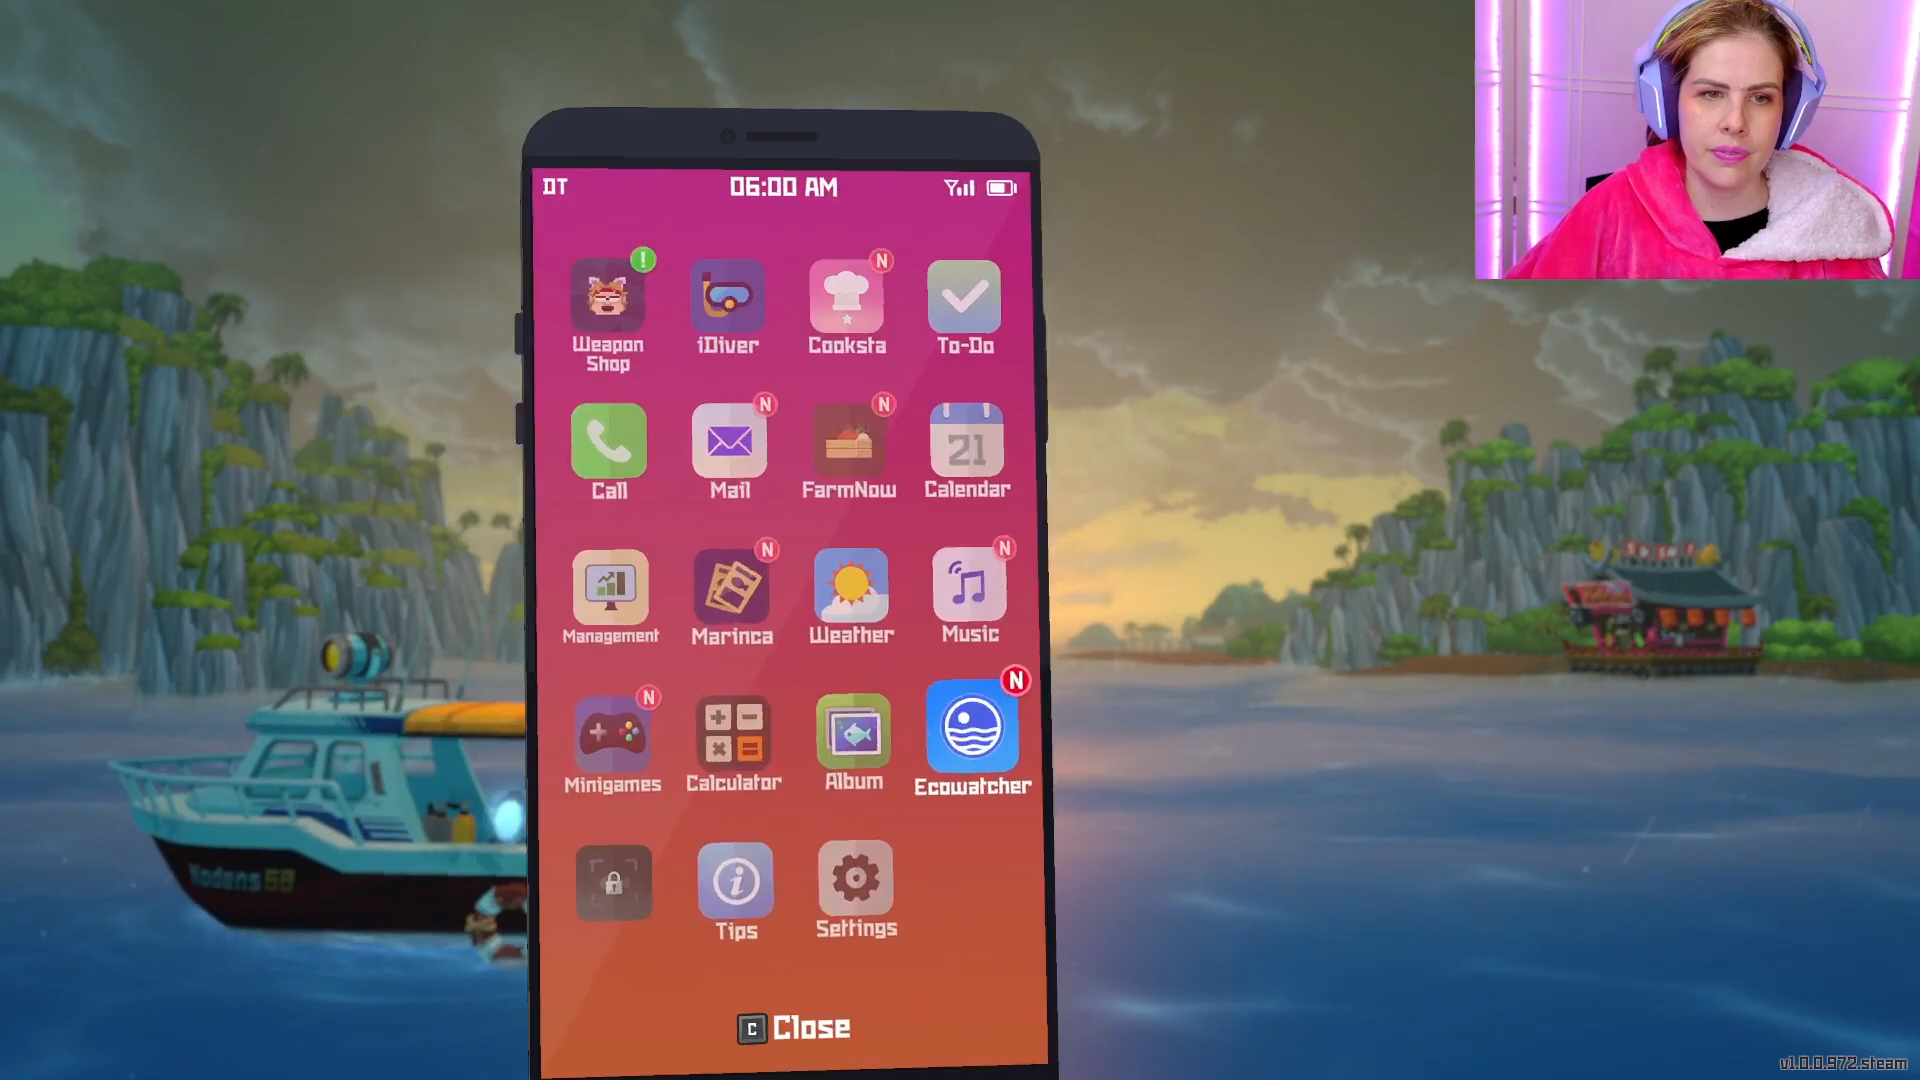 DT
06:00 AM
!
N
Weapon
Shop
iDiver
Cooksta
To-Do
N
N
21
Call
Mail
FarmNow
Calendar
N
N
Management
Marinca
Weather
Music
N
N
Minigames
Calculator
Album
Ecowatcher
Tips
Settings
C Close
Nodens68
v1.0.0.972.steam